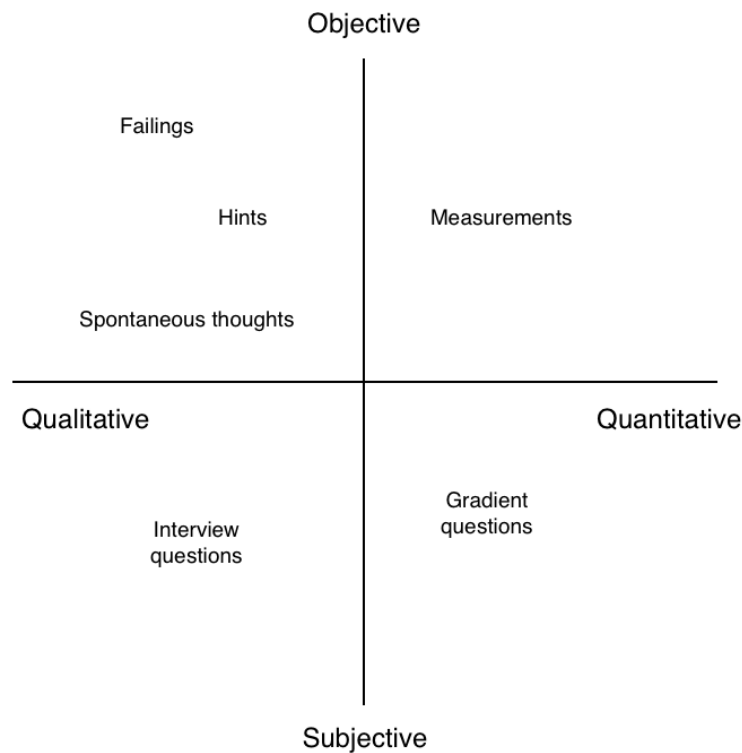 Objective
Failings
Hints
Measurements
Spontaneous thoughts
Qualitative
Quantitative
Gradient
questions
Interview
questions
Subjective